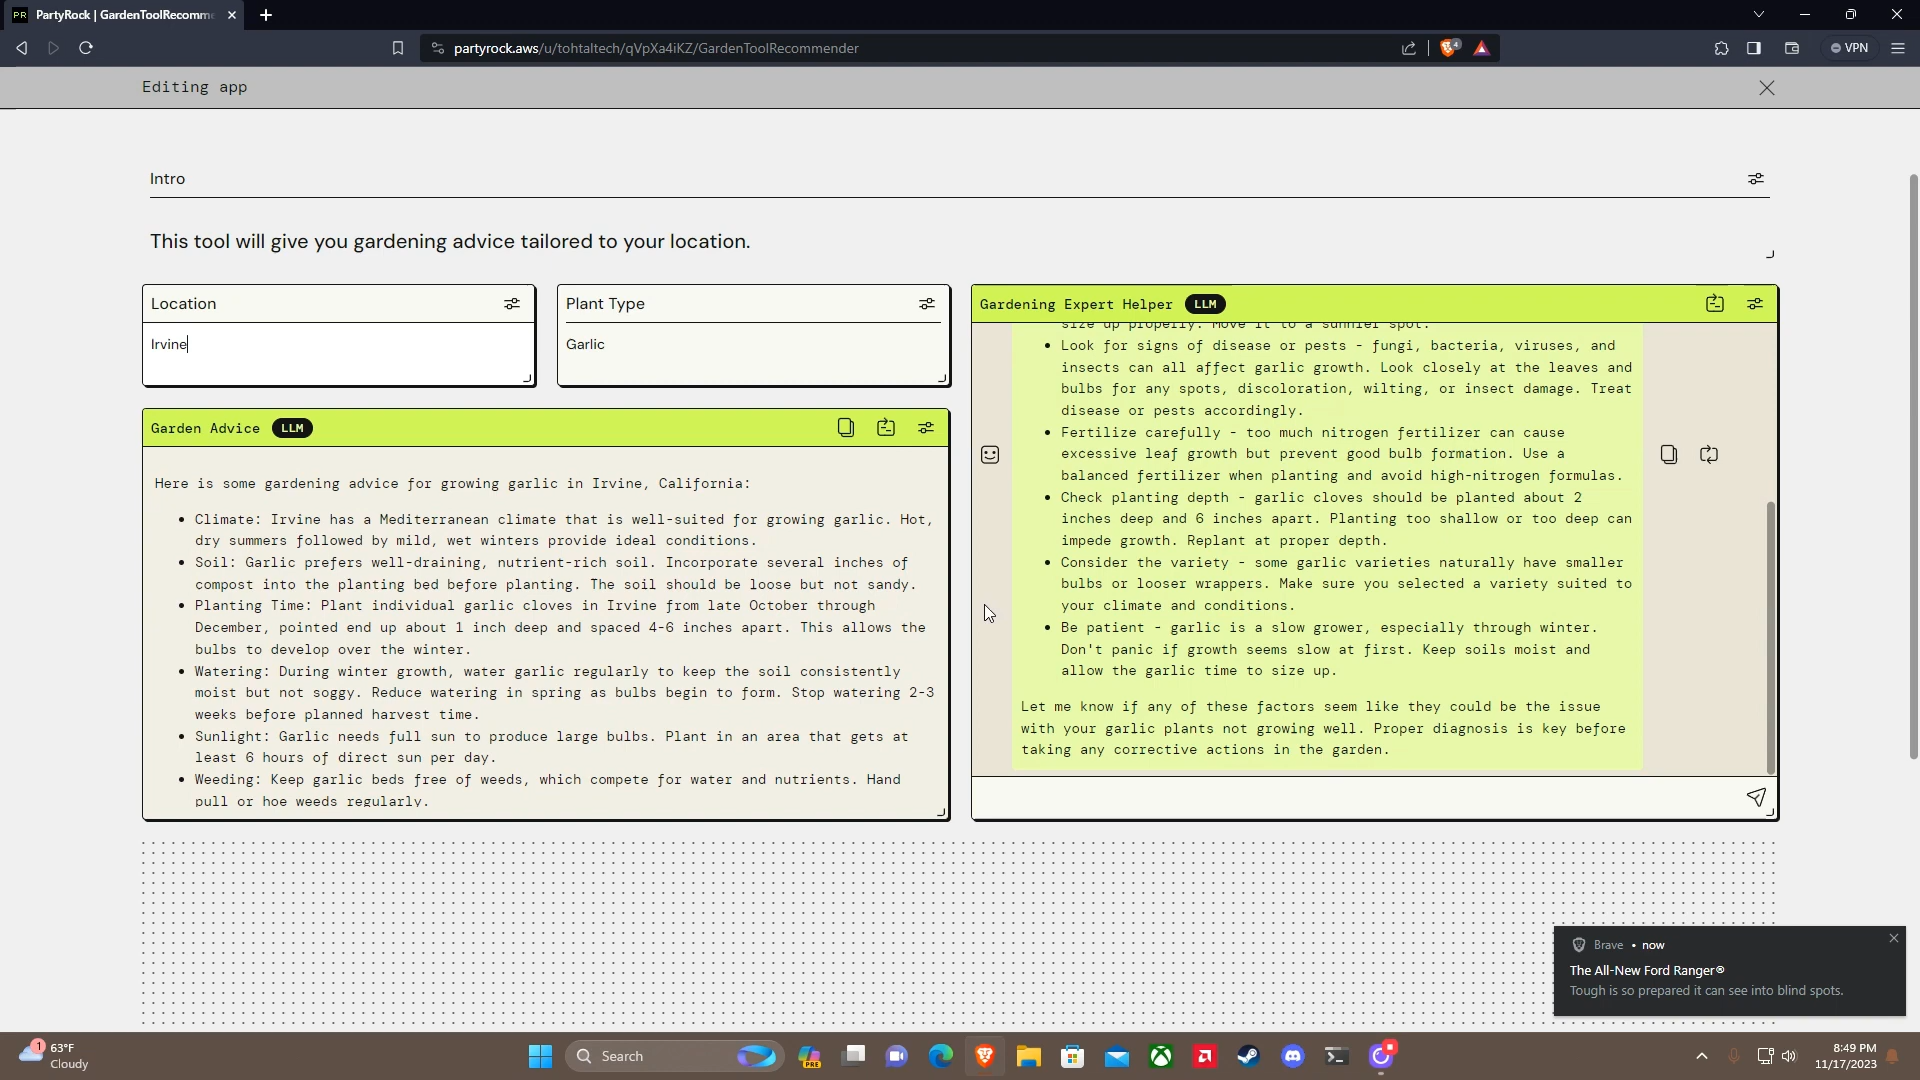 PR PartyRock | GardenToolRecomm
partyrock.aws/u/tohtaltech/qVpXa4iKZ/GardenToolRecommender
4
VPN
Editing app
Intro
This tool will give you gardening advice tailored to your location.
Location
Irvine
Plant Type
Garlic
Garden Advice LLM
Here is some gardening advice for growing garlic in Irvine, California:
• Climate: Irvine has a Mediterranean climate that is well-suited for growing garlic. Hot,
dry summers followed by mild, wet winters provide ideal conditions.
• Soil: Garlic prefers well-draining, nutrient-rich soil. Incorporate several inches of
compost into the planting bed before planting. The soil should be loose but not sandy.
• Planting Time: Plant individual garlic cloves in Irvine from late October through
December, pointed end up about 1 inch deep and spaced 4-6 inches apart. This allows the
bulbs to develop over the winter.
• Watering: During winter growth, water garlic regularly to keep the soil consistently
moist but not soggy. Reduce watering in spring as bulbs begin to form. Stop watering 2-3
weeks before planned harvest time.
• Sunlight: Garlic needs full sun to produce large bulbs. Plant in an area that gets at
least 6 hours of direct sun per day.
• Weeding: Keep garlic beds free of weeds, which compete for water and nutrients. Hand
pull or hoe weeds regularly.
Gardening Expert Helper LLM
size up properly. Move it to a sunnier spot.
• Look for signs of disease or pests - fungi, bacteria, viruses, and
insects can all affect garlic growth. Look closely at the leaves and
bulbs for any spots, discoloration, wilting, or insect damage. Treat
disease or pests accordingly.
• Fertilize carefully - too much nitrogen fertilizer can cause
excessive leaf growth but prevent good bulb formation. Use a
balanced fertilizer when planting and avoid high-nitrogen formulas.
• Check planting depth - garlic cloves should be planted about 2
inches deep and 6 inches apart. Planting too shallow or too deep can
impede growth. Replant at proper depth.
• Consider the variety - some garlic varieties naturally have smaller
bulbs or looser wrappers. Make sure you selected a variety suited to
your climate and conditions.
• Be patient - garlic is a slow grower, especially through winter.
Don't panic if growth seems slow at first. Keep soils moist and
allow the garlic time to size up.
Let me know if any of these factors seem like they could be the issue
with your garlic plants not growing well. Proper diagnosis is key before
taking any corrective actions in the garden.
Brave • now
The All-New Ford Ranger®
Tough is so prepared it can see into blind spots.
1
63°F
Cloudy
Search
PRE
8:49 PM
11/17/2023